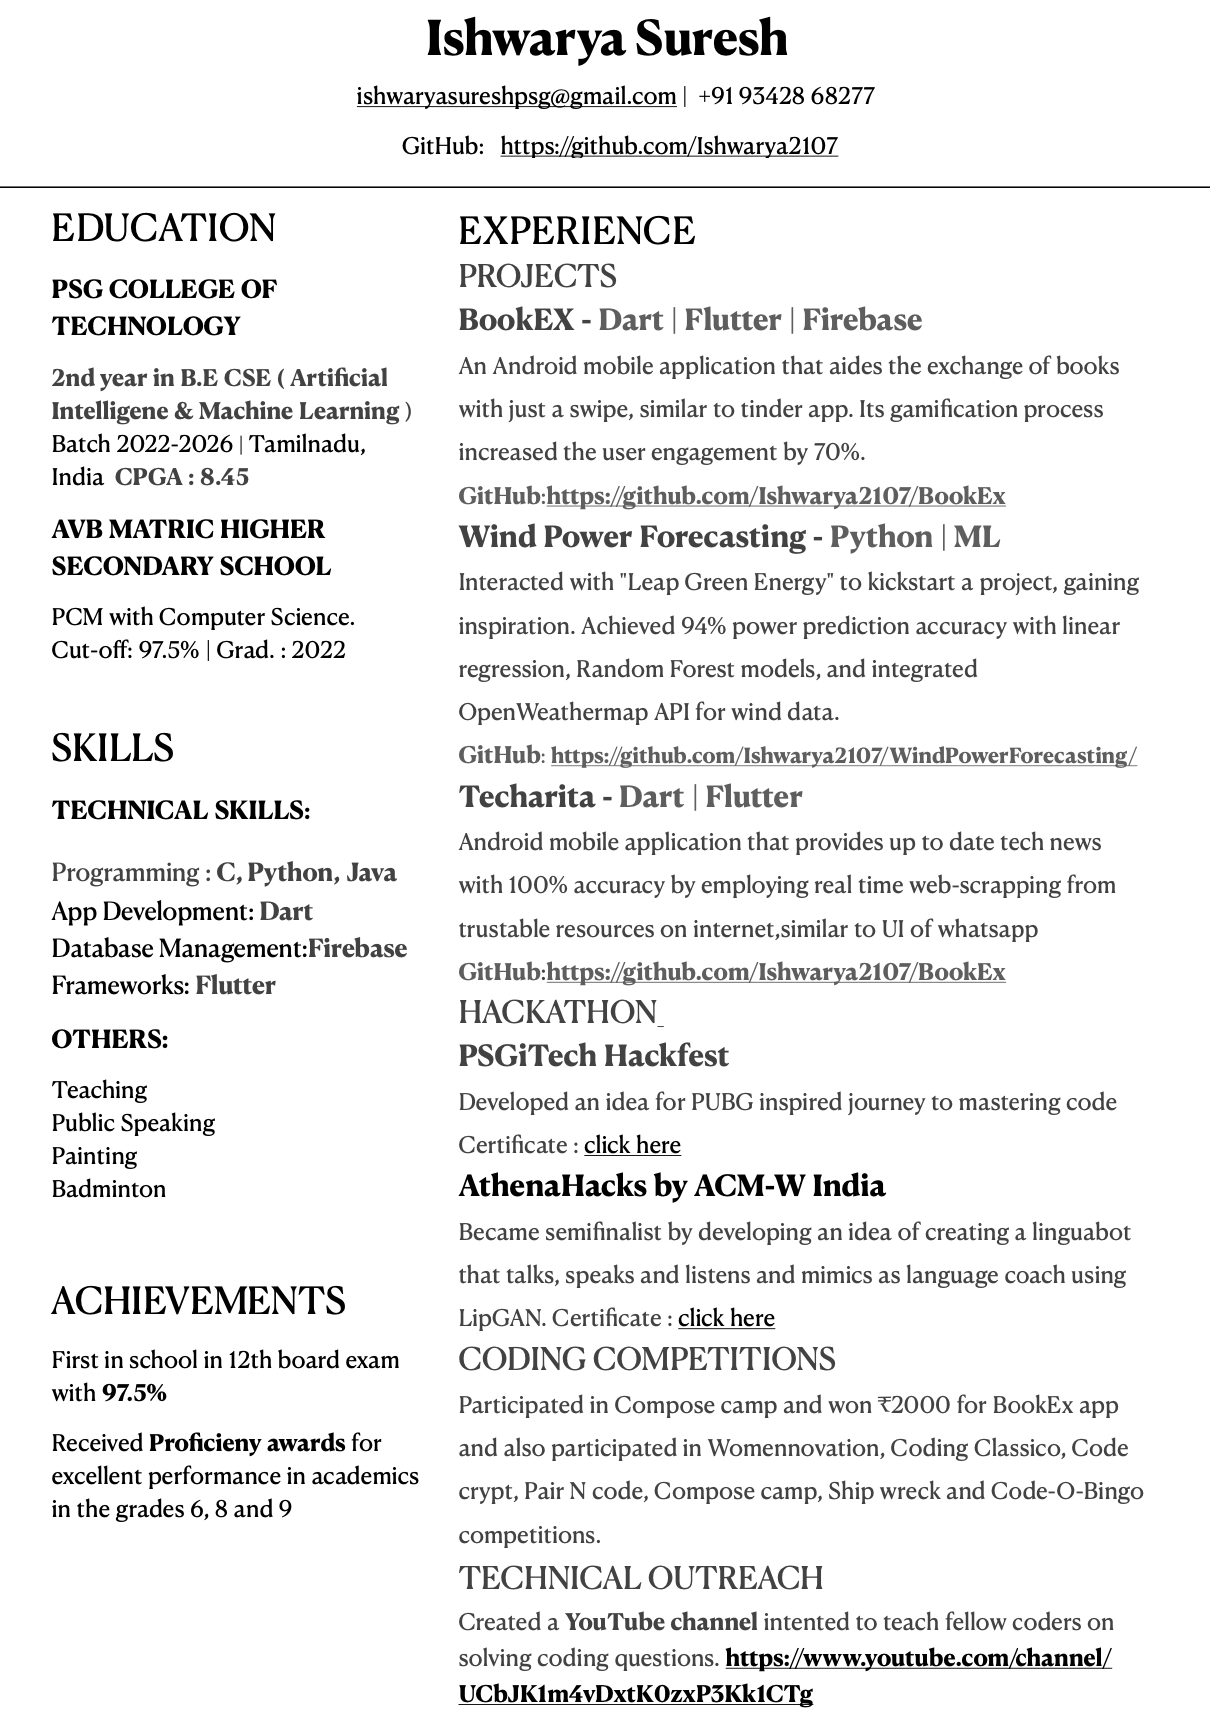 Ishwarya Suresh
ishwaryasureshpsg@gmail.com | +91 93428 68277
GitHub: https://github.com/Ishwarya2107
EDUCATION
PSG COLLEGE OF
TECHNOLOGY
2nd year in B.E CSE ( Artificial
Intelligene & Machine Learning )
Batch 2022-2026 | Tamilnadu,
India CPGA : 8.45
AVB MATRIC HIGHER
SECONDARY SCHOOL
PCM with Computer Science.
Cut-off: 97.5% | Grad. : 2022
SKILLS
TECHNICAL SKILLS:
Programming : C, Python, Java
App Development: Dart
Database Management:Firebase
Frameworks: Flutter
OTHERS:
Teaching
Public Speaking
Painting
Badminton
ACHIEVEMENTS
First in school in 12th board exam
with 97.5%
Received Proficieny awards for
excellent performance in academics
in the grades 6, 8 and 9
EXPERIENCE
PROJECTS
BookEX - Dart | Flutter | Firebase
An Android mobile application that aides the exchange of books
with just a swipe, similar to tinder app. Its gamification process
increased the user engagement by 70%.
GitHub:https://github.com/Ishwarya2107/BookEx
Wind Power Forecasting - Python | ML
Interacted with "Leap Green Energy" to kickstart a project, gaining
inspiration. Achieved 94% power prediction accuracy with linear
regression, Random Forest models, and integrated
OpenWeathermap API for wind data.
GitHub: https://github.com/Ishwarya2107/WindPowerForecasting/
Techarita - Dart | Flutter
Android mobile application that provides up to date tech news
with 100% accuracy by employing real time web-scrapping from
trustable resources on internet,similar to UI of whatsapp
GitHub:https://github.com/Ishwarya2107/BookEx
HACKATHON
PSGiTech Hackfest
Developed an idea for PUBG inspired journey to mastering code
Certificate : click here
AthenaHacks by ACM-W India
Became semifinalist by developing an idea of creating a linguabot
that talks, speaks and listens and mimics as language coach using
LipGAN. Certificate : click here
CODING COMPETITIONS
Participated in Compose camp and won ₹2000 for BookEx app
and also participated in Womennovation, Coding Classico, Code
crypt, Pair N code, Compose camp, Ship wreck and Code-O-Bingo
competitions.
TECHNICAL OUTREACH
Created a YouTube channel intented to teach fellow coders on
solving coding questions. https://www.youtube.com/channel/
UCbJK1m4vDxtK0zxP3Kk1CTg